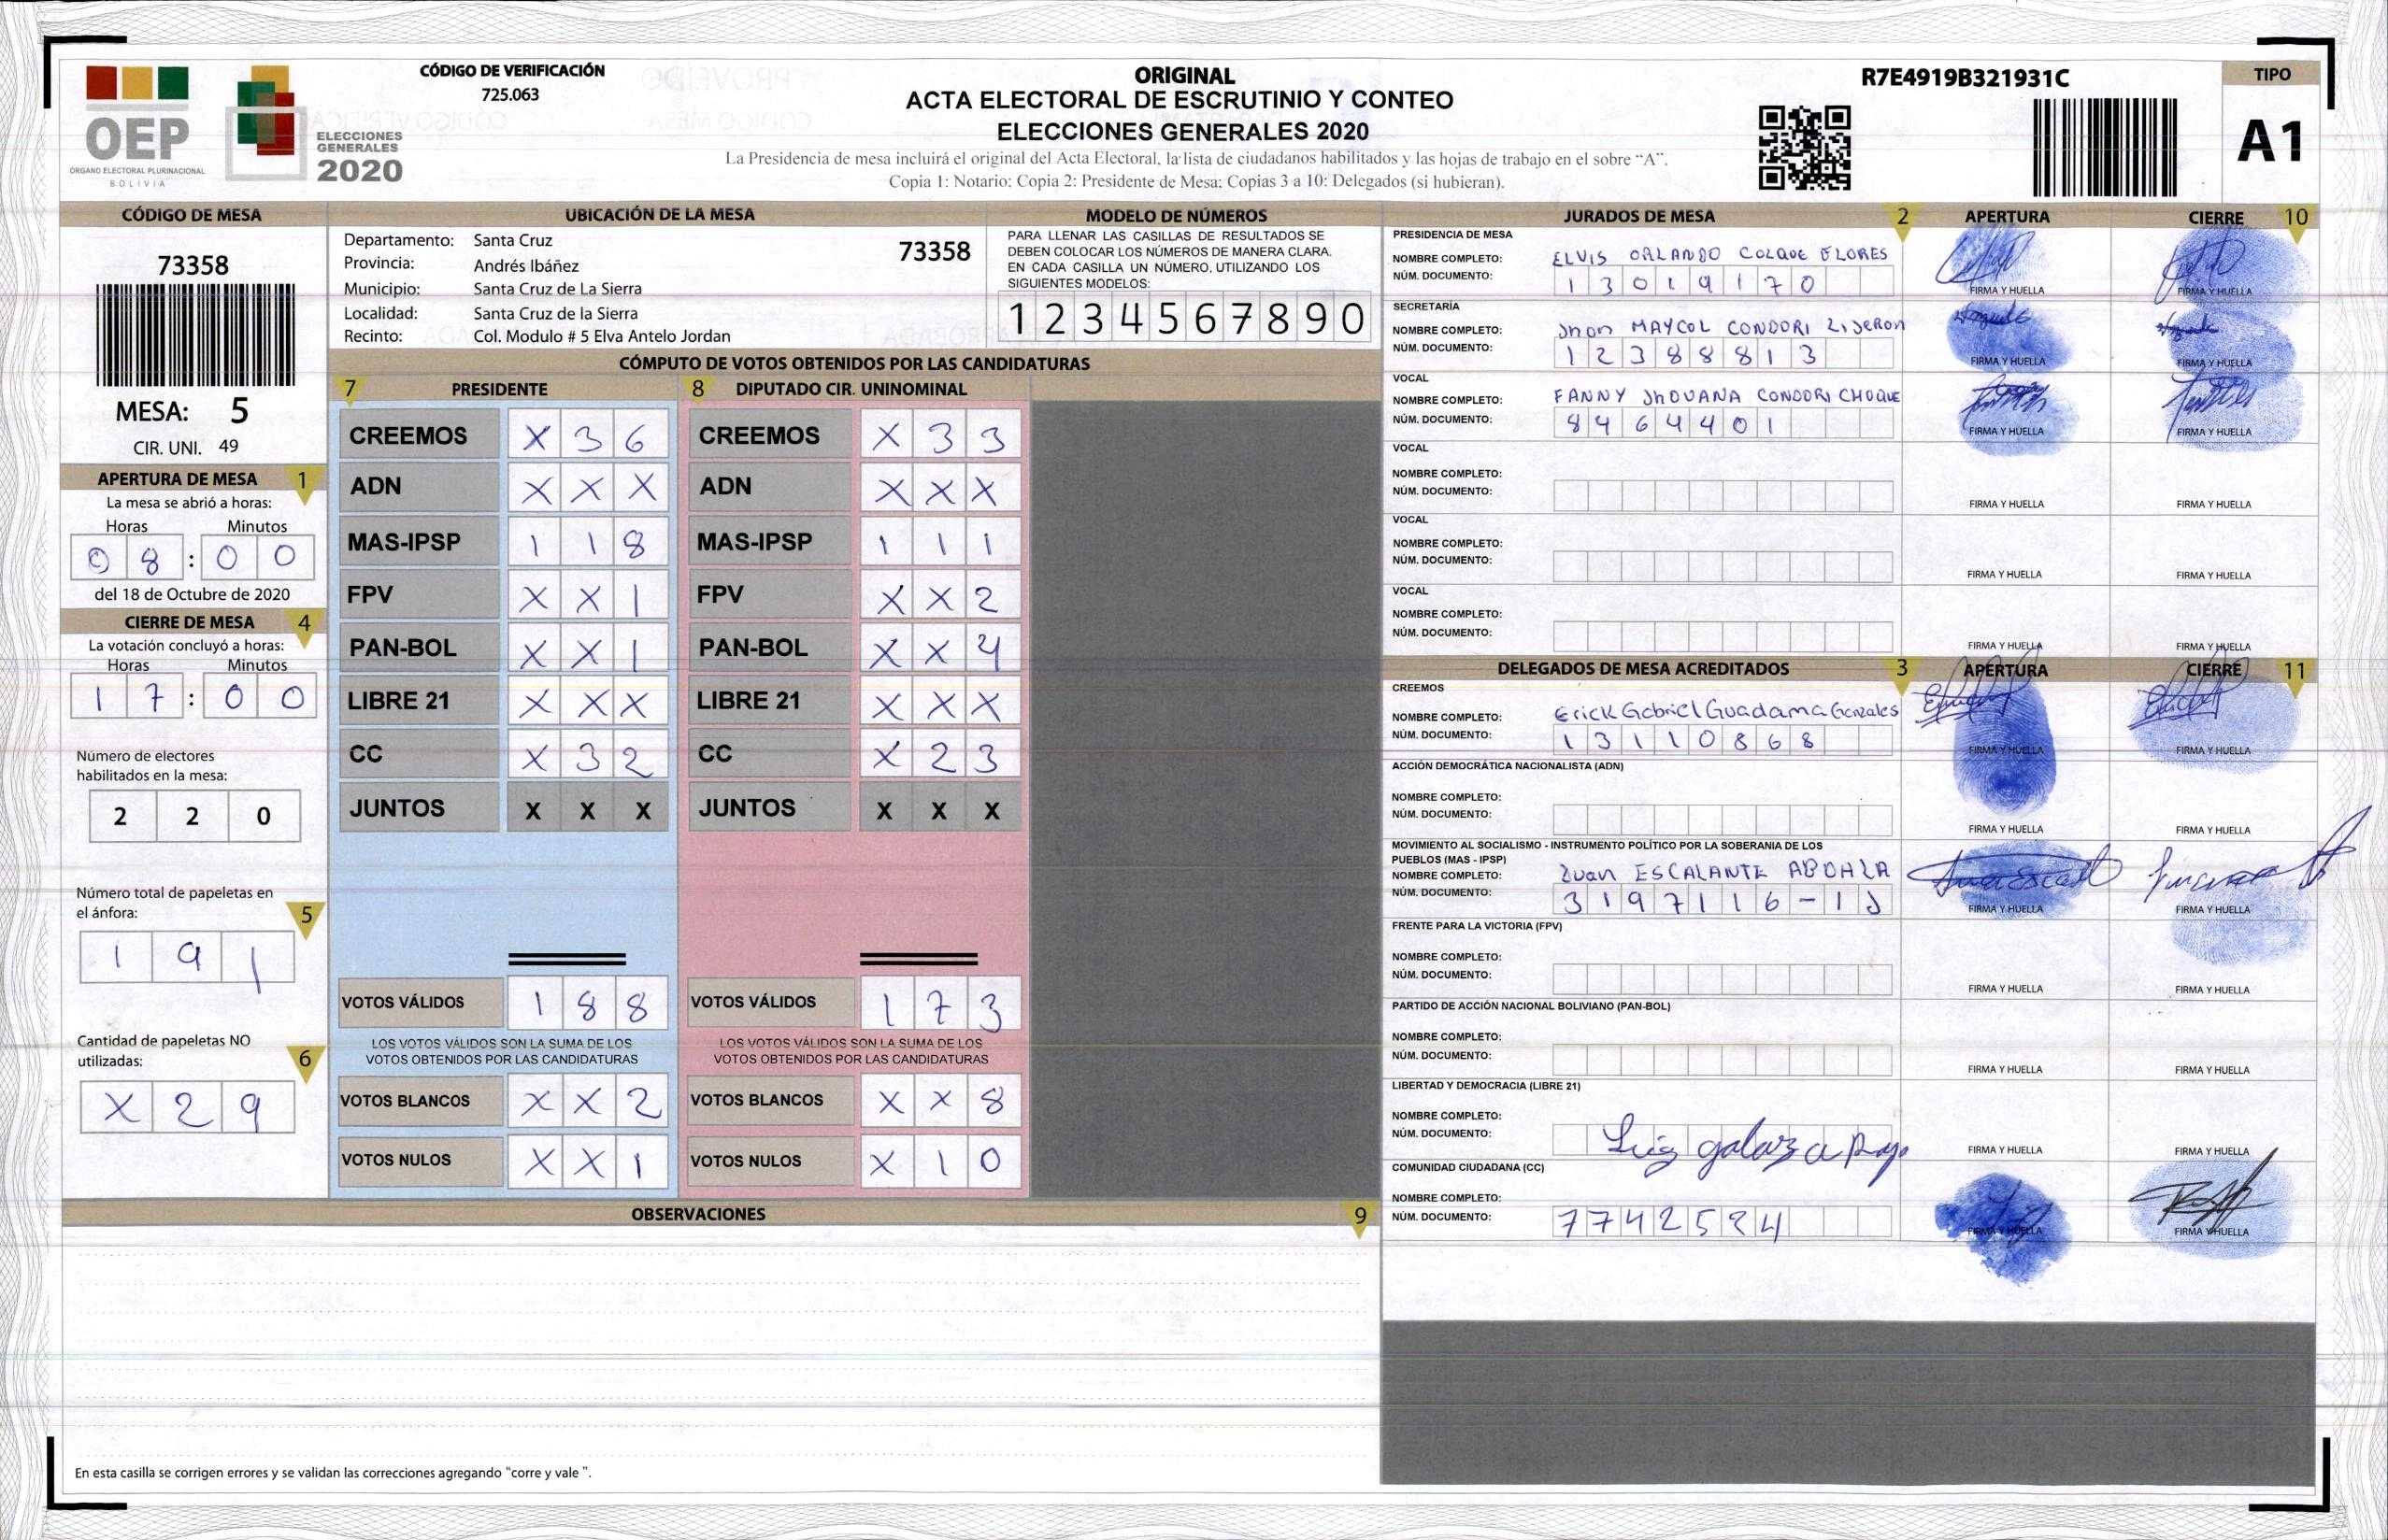 OEP
ÓRGANO ELECTORAL PLURINACIONAL
BOLIVIA
ELECCIONES
GENERALES
2020
CÓDIGO DE VERIFICACIÓN
725.063
ORIGINAL
ACTA ELECTORAL DE ESCRUTINIO Y CONTEO
ELECCIONES GENERALES 2020
La Presidencia de mesa incluirá el original del Acta Electoral, la lista de ciudadanos habilitados y las hojas de trabajo en el sobre “A”.
Copia 1: Notario; Copia 2: Presidente de Mesa; Copias 3 a 10: Delegados (si hubieran).
R7E4919B321931C
TIPO
A1
CÓDIGO DE MESA
73358
MESA: 5
CIR. UNI. 49
APERTURA DE MESA 1
La mesa se abrió a horas:
Horas Minutos
0 8 : 0 0
del 18 de Octubre de 2020
CIERRE DE MESA 4
La votación concluyó a horas:
Horas Minutos
1 7 : 0 0
Número de electores
habilitados en la mesa:
2 2 0
Número total de papeletas en
el ánfora: 5
1 9 1
Cantidad de papeletas NO
utilizadas: 6
X 2 9
UBICACIÓN DE LA MESA
Departamento: Santa Cruz 73358
Provincia: Andrés Ibáñez
Municipio: Santa Cruz de La Sierra
Localidad: Santa Cruz de la Sierra
Recinto: Col. Modulo # 5 Elva Antelo Jordan
MODELO DE NÚMEROS
PARA LLENAR LAS CASILLAS DE RESULTADOS SE
DEBEN COLOCAR LOS NÚMEROS DE MANERA CLARA.
EN CADA CASILLA UN NÚMERO, UTILIZANDO LOS
SIGUIENTES MODELOS:
1 2 3 4 5 6 7 8 9 0
CÓMPUTO DE VOTOS OBTENIDOS POR LAS CANDIDATURAS
7 PRESIDENTE
CREEMOS X 3 6
ADN X X X
MAS-IPSP 1 1 8
FPV X X 1
PAN-BOL X X 1
LIBRE 21 X X X
CC X 3 2
JUNTOS X X X
VOTOS VÁLIDOS 1 8 8
LOS VOTOS VÁLIDOS SON LA SUMA DE LOS
VOTOS OBTENIDOS POR LAS CANDIDATURAS
VOTOS BLANCOS X X 2
VOTOS NULOS X X 1
8 DIPUTADO CIR. UNINOMINAL
CREEMOS X 3 3
ADN X X X
MAS-IPSP 1 1 1
FPV X X 2
PAN-BOL X X 4
LIBRE 21 X X X
CC X 2 3
JUNTOS X X X
VOTOS VÁLIDOS 1 7 3
LOS VOTOS VÁLIDOS SON LA SUMA DE LOS
VOTOS OBTENIDOS POR LAS CANDIDATURAS
VOTOS BLANCOS X X 8
VOTOS NULOS X 1 0
OBSERVACIONES 9
En esta casilla se corrigen errores y se validan las correcciones agregando “corre y vale ”.
JURADOS DE MESA 2 APERTURA CIERRE 10
PRESIDENCIA DE MESA
NOMBRE COMPLETO: ELVIS ORLANDO COLQUE FLORES
NÚM. DOCUMENTO: 1 3 0 1 9 1 7 0
FIRMA Y HUELLA FIRMA Y HUELLA
SECRETARÍA
NOMBRE COMPLETO: Jhon MAYCOL CONDORI LIJERON
NÚM. DOCUMENTO: 1 2 3 8 8 8 1 3
FIRMA Y HUELLA FIRMA Y HUELLA
VOCAL
NOMBRE COMPLETO: FANNY JhOVANA CONDORI CHOQUE
NÚM. DOCUMENTO: 8 4 6 4 4 0 1
FIRMA Y HUELLA FIRMA Y HUELLA
VOCAL
NOMBRE COMPLETO:
NÚM. DOCUMENTO:
FIRMA Y HUELLA FIRMA Y HUELLA
VOCAL
NOMBRE COMPLETO:
NÚM. DOCUMENTO:
FIRMA Y HUELLA FIRMA Y HUELLA
VOCAL
NOMBRE COMPLETO:
NÚM. DOCUMENTO:
FIRMA Y HUELLA FIRMA Y HUELLA
DELEGADOS DE MESA ACREDITADOS 3 APERTURA CIERRE 11
CREEMOS
NOMBRE COMPLETO: Erick Gabriel Guadama Gonzales
NÚM. DOCUMENTO: 1 3 1 1 0 8 6 8
FIRMA Y HUELLA FIRMA Y HUELLA
ACCIÓN DEMOCRÁTICA NACIONALISTA (ADN)
NOMBRE COMPLETO:
NÚM. DOCUMENTO:
FIRMA Y HUELLA FIRMA Y HUELLA
MOVIMIENTO AL SOCIALISMO - INSTRUMENTO POLÍTICO POR LA SOBERANIA DE LOS
PUEBLOS (MAS - IPSP)
NOMBRE COMPLETO: Juan ESCALANTE
NÚM. DOCUMENTO: 3 1 9 7 1 1 6 - 1 J
FIRMA Y HUELLA FIRMA Y HUELLA
FRENTE PARA LA VICTORIA (FPV)
NOMBRE COMPLETO:
NÚM. DOCUMENTO:
FIRMA Y HUELLA FIRMA Y HUELLA
PARTIDO DE ACCIÓN NACIONAL BOLIVIANO (PAN-BOL)
NOMBRE COMPLETO:
NÚM. DOCUMENTO:
FIRMA Y HUELLA FIRMA Y HUELLA
LIBERTAD Y DEMOCRACIA (LIBRE 21)
NOMBRE COMPLETO:
NÚM. DOCUMENTO:
FIRMA Y HUELLA FIRMA Y HUELLA
COMUNIDAD CIUDADANA (CC)
NOMBRE COMPLETO:
NÚM. DOCUMENTO: 7 7 4 2 5 2 4
FIRMA Y HUELLA FIRMA Y HUELLA